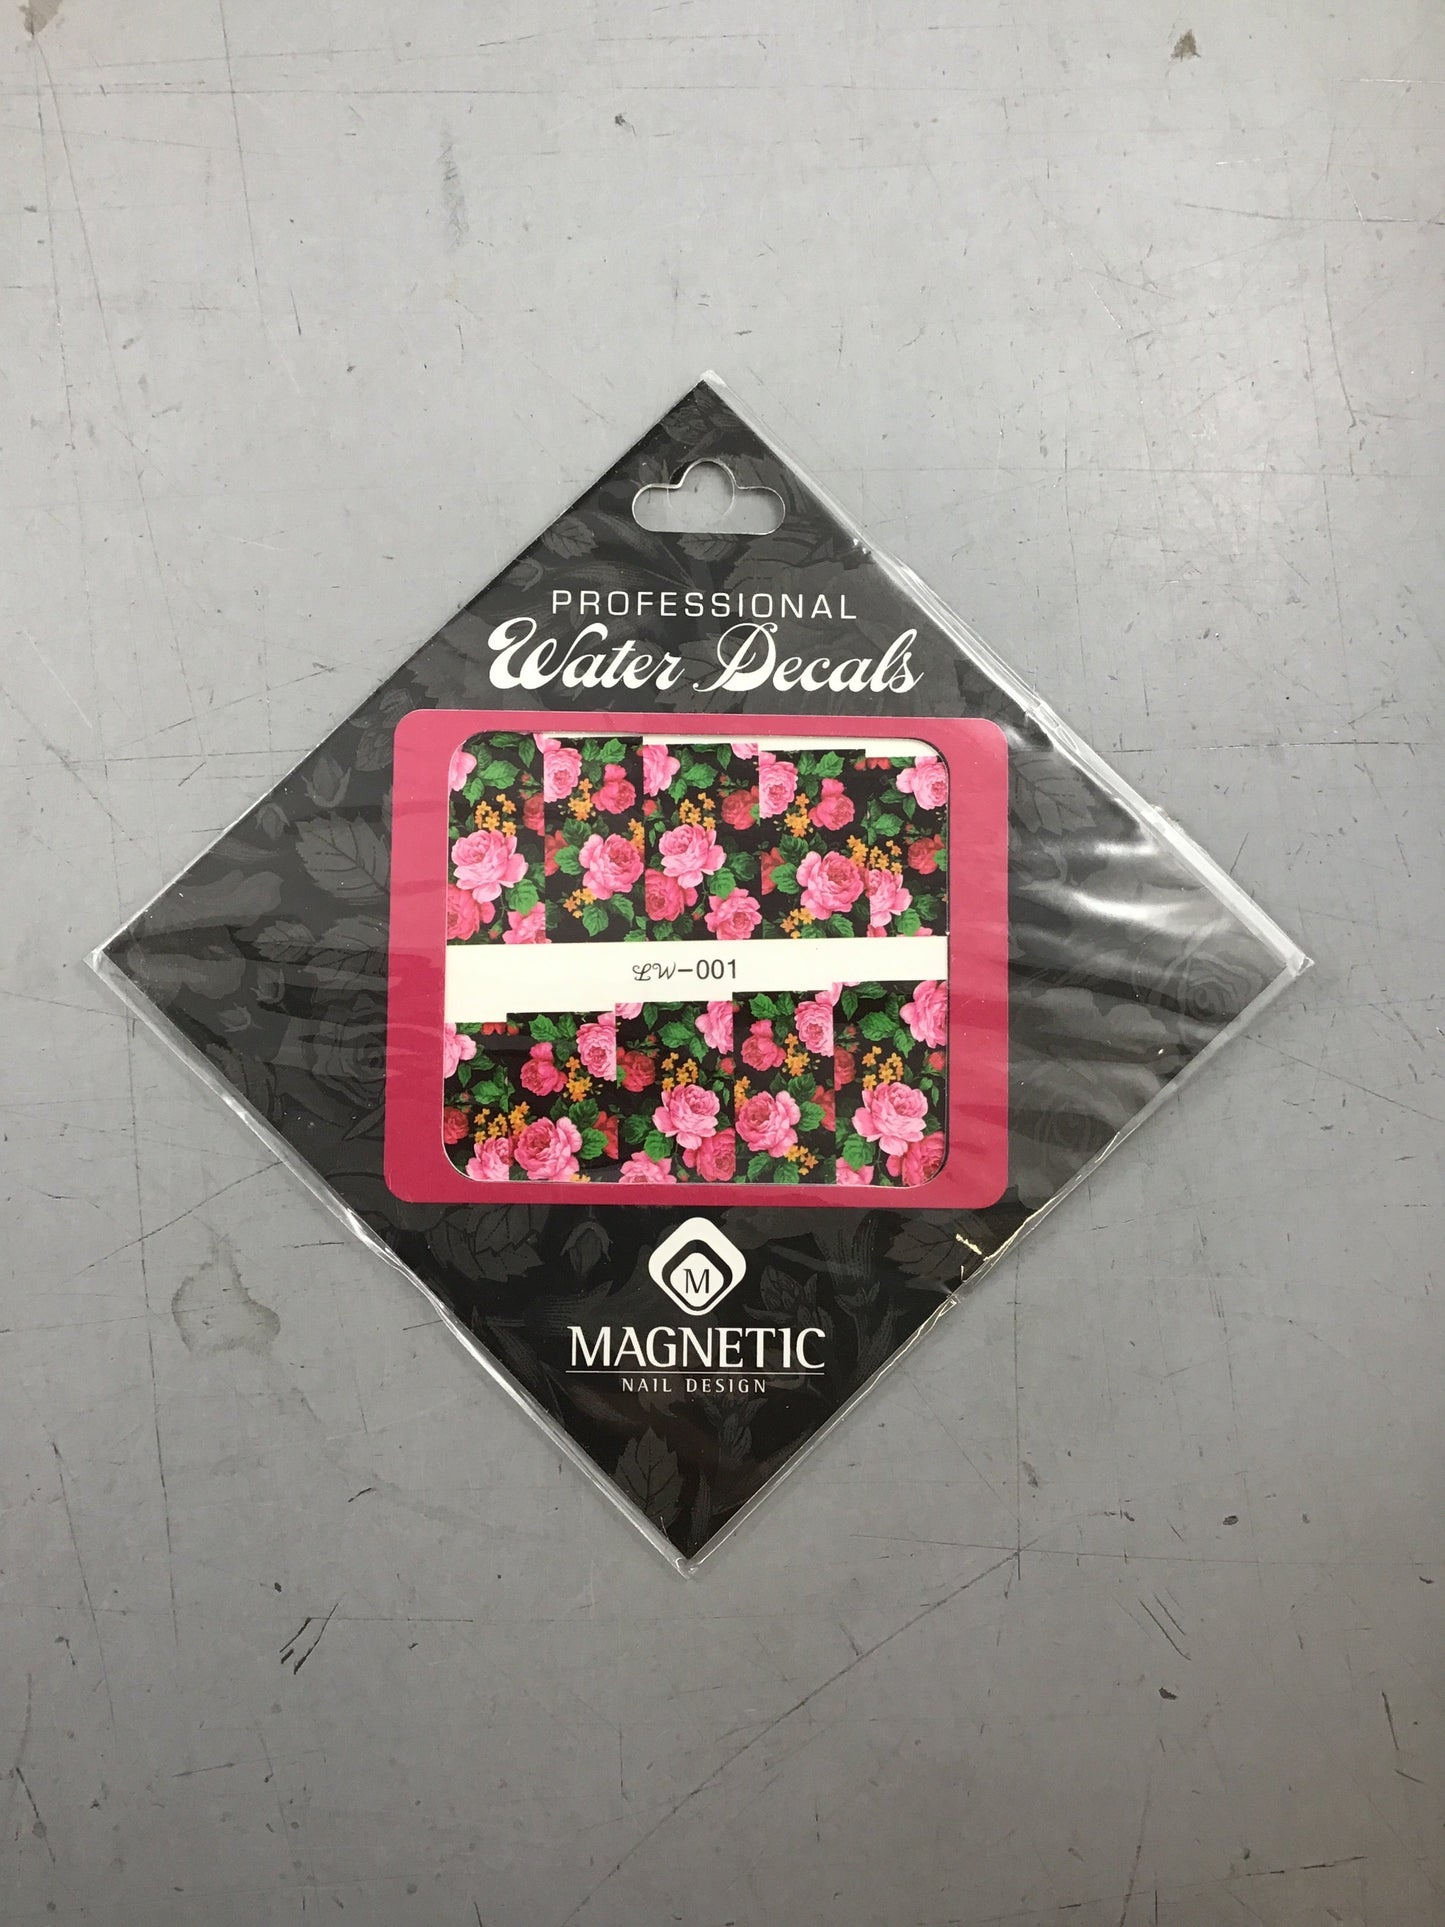 PROFESSIONAL
Water Decals
LW-001
M
MAGNETIC
NAIL DESIGN